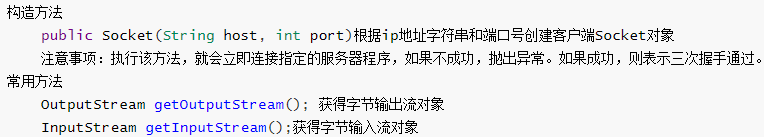 构造方法
public Socket(String host, int port)根据ip地址字符串和端口号创建客户端Socket对象
注意事项：执行该方法，就会立即连接指定的服务器程序，如果不成功，抛出异常。如果成功，则表示三次握手通过。
常用方法
OutputStream getOutputStream(); 获得字节输出流对象
InputStream getInputStream();获得字节输入流对象